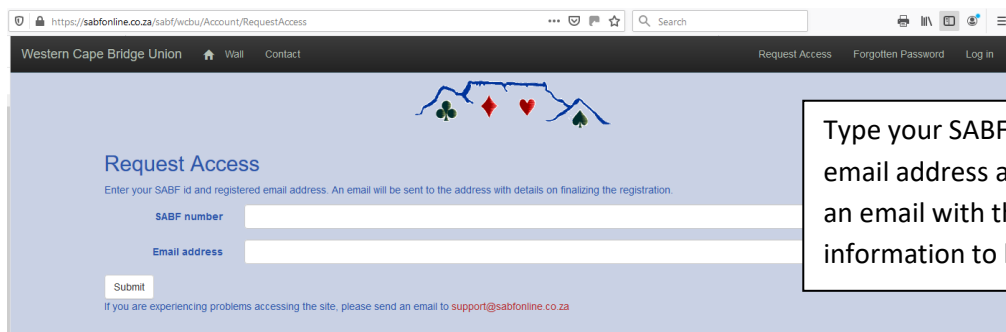 https://sabfonline.co.za/sabf/wcbu/Account/RequestAccess
Search
Western Cape Bridge Union Wall Contact Request Access Forgotten Password Log in
Request Access
Enter your SABF id and registered email address. An email will be sent to the address with details on finalizing the registration.
SABF number
Email address
Submit
If you are experiencing problems accessing the site, please send an email to support@sabfonline.co.za
Type your SABF
email address a
an email with th
information to